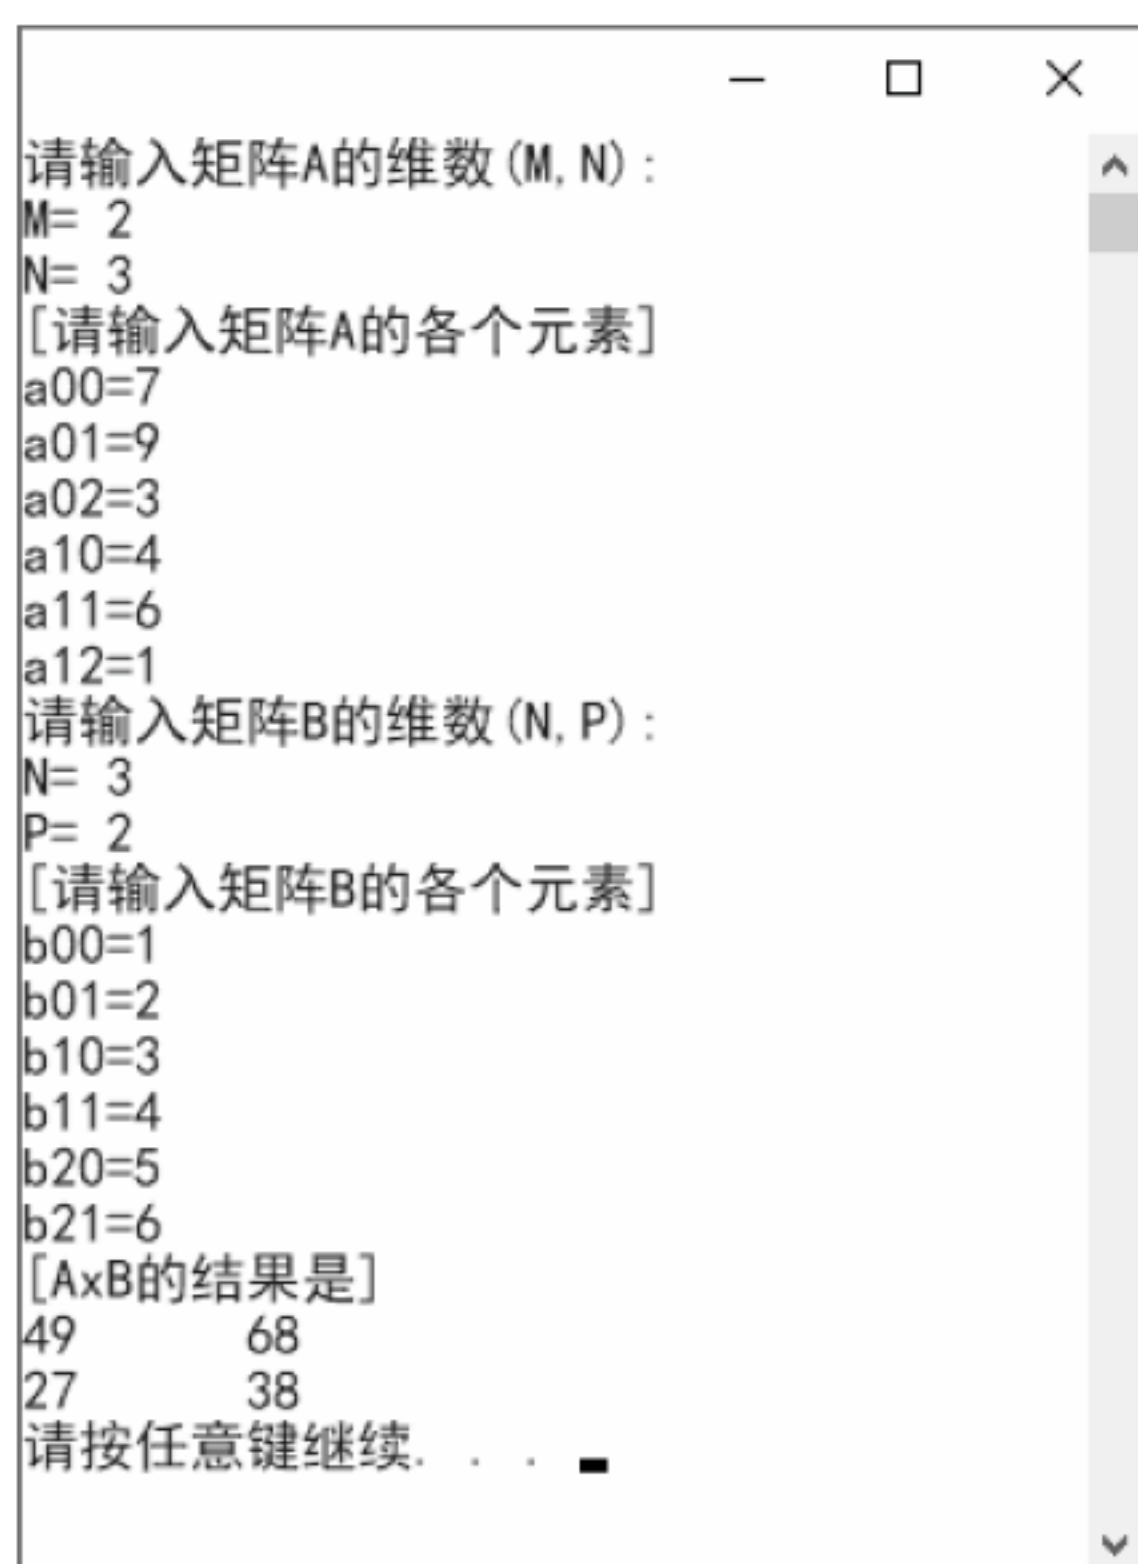 请输入矩阵A的维数(M,N):
M= 2
N= 3
[请输入矩阵A的各个元素]
a00=7
a01=9
a02=3
a10=4
a11=6
a12=1
请输入矩阵B的维数(N,P):
N= 3
P= 2
[请输入矩阵B的各个元素]
b00=1
b01=2
b10=3
b11=4
b20=5
b21=6
[AxB的结果是]
49      68
27      38
请按任意键继续. . .